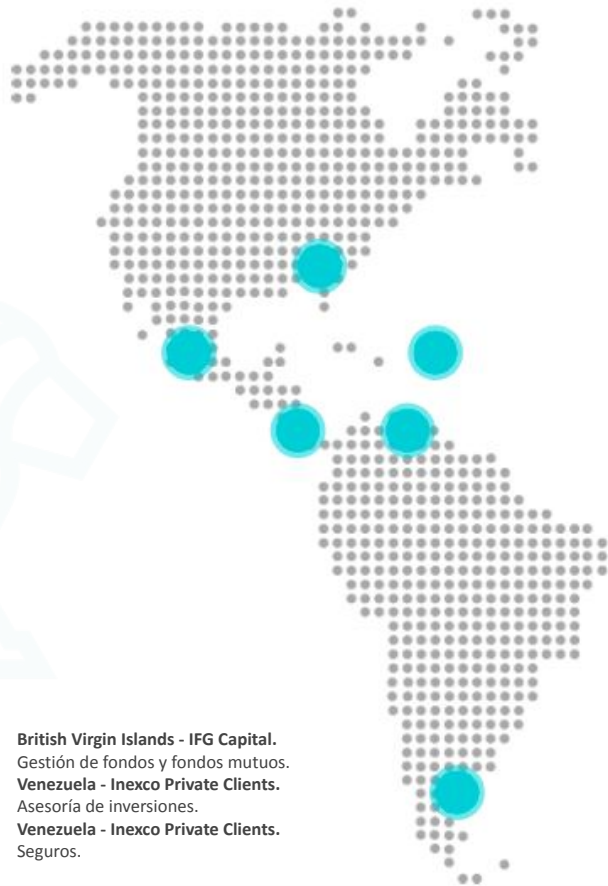 British Virgin Islands - IFG Capital.
Gestión de fondos y fondos mutuos.
Venezuela - Inexco Private Clients.
Asesoría de inversiones.
Venezuela - Inexco Private Clients.
Seguros.